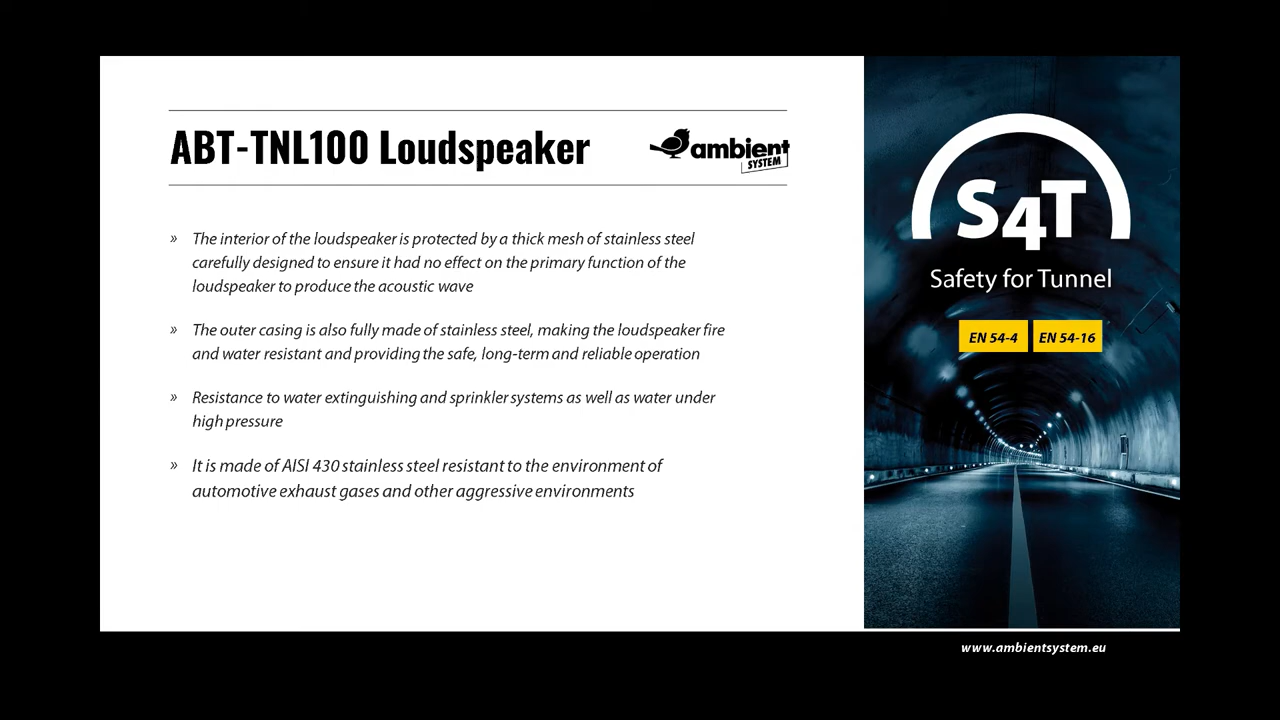 ABT-TNL100 Loudspeaker
ambient
SYSTEM
» The interior of the loudspeaker is protected by a thick mesh of stainless steel
carefully designed to ensure it had no effect on the primary function of the
loudspeaker to produce the acoustic wave
» The outer casing is also fully made of stainless steel, making the loudspeaker fire
and water resistant and providing the safe, long-term and reliable operation
» Resistance to water extinguishing and sprinkler systems as well as water under
high pressure
» It is made of AISI 430 stainless steel resistant to the environment of
automotive exhaust gases and other aggressive environments
S4T
Safety for Tunnel
EN 54-4 EN 54-16
www.ambientsystem.eu